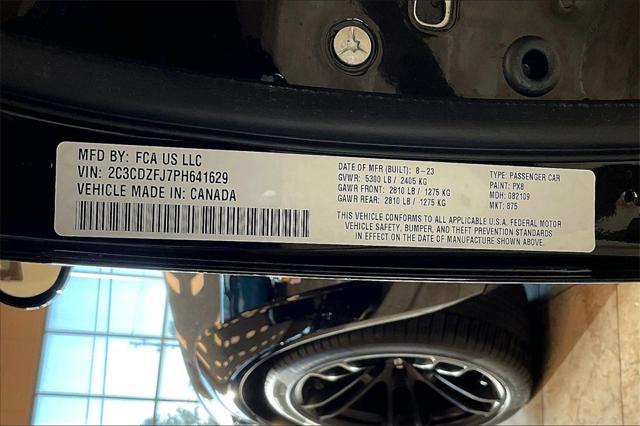 MFD BY: FCA US LLC
VIN: 2C3CDZFJ7PH641629
VEHICLE MADE IN: CANADA
DATE OF MFR (BUILT): 8-23
GVWR: 5300 LB / 2405 KG
GAWR FRONT: 2810 LB / 1275 KG
GAWR REAR: 2810 LB / 1275 KG
TYPE: PASSENGER CAR
PAINT: PX8
MDH: 082109
MKT: 875
THIS VEHICLE CONFORMS TO ALL APPLICABLE U.S.A. FEDERAL MOTOR
VEHICLE SAFETY, BUMPER, AND THEFT PREVENTION STANDARDS
IN EFFECT ON THE DATE OF MANUFACTURE SHOWN ABOVE.